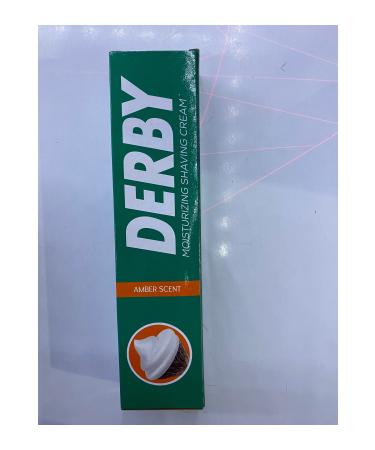 DERBY
MOISTURIZING SHAVING CREAM
AMBER SCENT